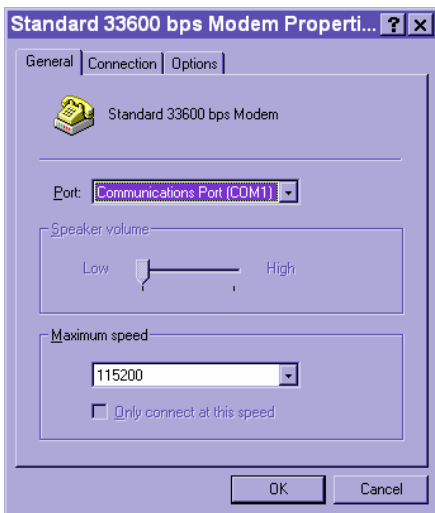 Standard 33600 bps Modem Properti... ? ×
General Connection Options
Standard 33600 bps Modem
Port: Communications Port (COM1)
Speaker volume
Low High
Maximum speed
115200
Only connect at this speed
OK Cancel